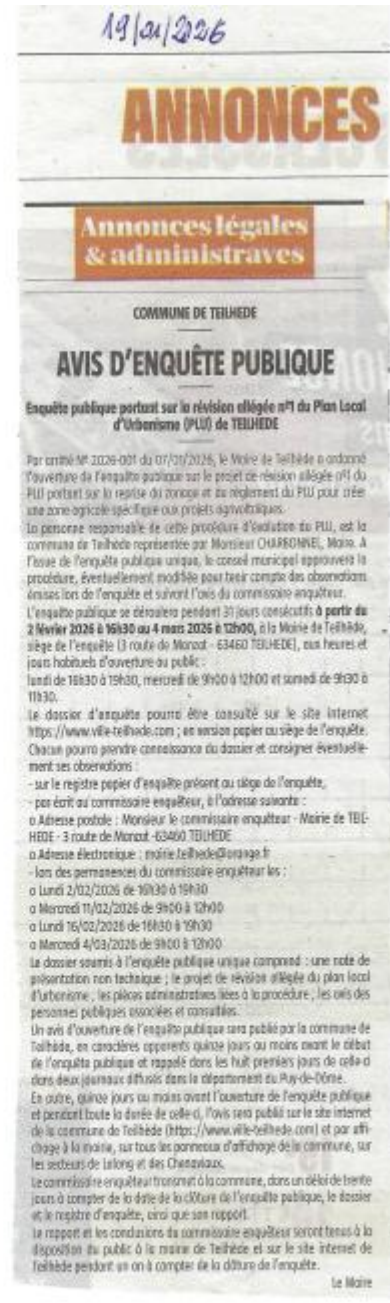 19/01/2026
ANNONCES
Annonces légales
& administraves
COMMUNE DE TEILHEDE
AVIS D'ENQUÊTE PUBLIQUE
Enquête publique portant sur la révision allégée n°1 du Plan Local
d'Urbanisme (PLU) de TEILHEDE
Par arrêté N° 2026-001 du 07/01/2026, le Maire de Teilhède a ordonné
l'ouverture de l'enquête publique sur le projet de révision allégée n°1 du
PLU portant sur la reprise du zonage et du règlement du PLU pour créer
une zone agricole spécifique aux projets agrivoltaïques.
La personne responsable de cette procédure d'évolution du PLU, est la
commune de Teilhède représentée par Monsieur CHARBONNEL, Maire. A
l'issue de l'enquête publique unique, le conseil municipal approuvera la
procédure, éventuellement modifiée pour tenir compte des observations
émises lors de l'enquête et suivant l'avis du commissaire enquêteur.
L'enquête publique se déroulera pendant 31 jours consécutifs à partir du
2 février 2026 à 16h30 au 4 mars 2026 à 12h00, à la Mairie de Teilhède,
siège de l'enquête (3 route de Manzat - 63460 TEILHEDE), aux heures et
jours habituels d'ouverture au public :
lundi de 16h30 à 19h30, mercredi de 9h00 à 12h00 et samedi de 9h30 à
11h30.
Le dossier d'enquête pourra être consulté sur le site internet
https://www.ville-teilhede.com ; en version papier au siège de l'enquête.
Chacun pourra prendre connaissance du dossier et consigner éventuelle-
ment ses observations :
- sur le registre papier d'enquête présent au siège de l'enquête,
- par écrit au commissaire enquêteur, à l'adresse suivante :
o Adresse postale : Monsieur le commissaire enquêteur - Mairie de TEIL-
HEDE - 3 route de Manzat -63460 TEILHEDE
o Adresse électronique : mairie.teilhede@orange.fr
- lors des permanences du commissaire enquêteur les :
o Lundi 2/02/2026 de 16h30 à 19h30
o Mercredi 11/02/2026 de 9h00 à 12h00
o Lundi 16/02/2026 de 16h30 à 19h30
o Mercredi 4/03/2026 de 9h00 à 12h00
Le dossier soumis à l'enquête publique unique comprend : une note de
présentation non technique ; le projet de révision allégée du plan local
d'urbanisme ; les pièces administratives liées à la procédure ; les avis des
personnes publiques associées et consultées.
Un avis d'ouverture de l'enquête publique sera publié par la commune de
Teilhède, en caractères apparents quinze jours au moins avant le début
de l'enquête publique et rappelé dans les huit premiers jours de celle-ci
dans deux journaux diffusés dans le département du Puy-de-Dôme.
En outre, quinze jours au moins avant l'ouverture de l'enquête publique
et pendant toute la durée de celle-ci, l'avis sera publié sur le site internet
de la commune de Teilhède (https://www.ville-teilhede.com) et par affi-
chage à la mairie, sur tous les panneaux d'affichage de la commune, sur
les secteurs de Lalong et des Chenaviaux.
Le commissaire enquêteur transmet à la commune, dans un délai de trente
jours à compter de la date de la clôture de l'enquête publique, le dossier
et le registre d'enquête, ainsi que son rapport.
Le rapport et les conclusions du commissaire enquêteur seront tenus à la
disposition du public à la mairie de Teilhède et sur le site internet de
Teilhède pendant un an à compter de la clôture de l'enquête.
Le Maire